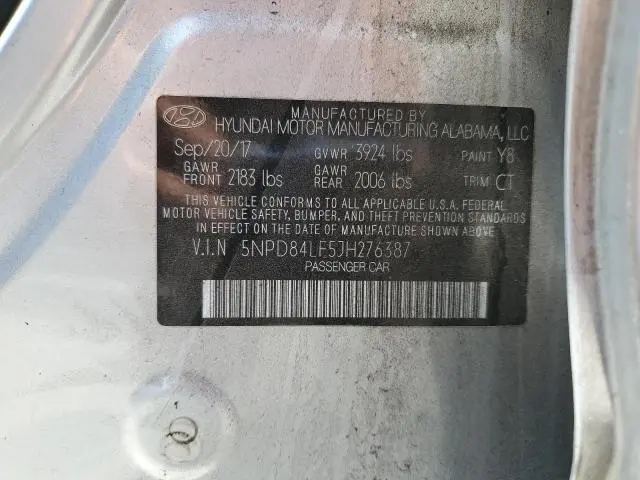 MANUFACTURED BY
HYUNDAI MOTOR MANUFACTURING ALABAMA, LLC
Sep/20/17 GVWR 3924 lbs PAINT Y8
GAWR FRONT 2183 lbs GAWR REAR 2006 lbs TRIM CT
THIS VEHICLE CONFORMS TO ALL APPLICABLE U.S.A. FEDERAL
MOTOR VEHICLE SAFETY, BUMPER, AND THEFT PREVENTION STANDARDS
IN EFFECT ON THE DATE OF MANUFACTURE SHOWN ABOVE.
V.I.N 5NPD84LF5JH276387
PASSENGER CAR